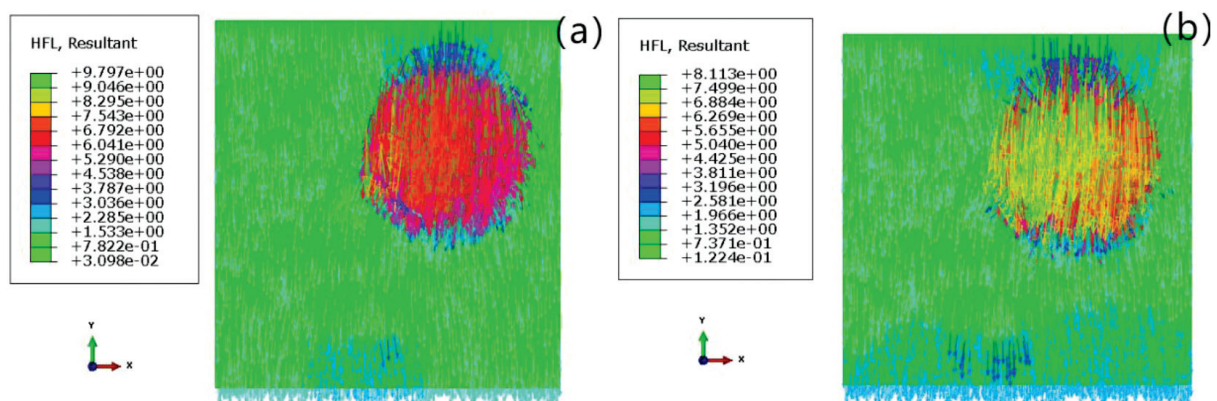 (a)
HFL, Resultant
+9.797e+00
+9.046e+00
+8.295e+00
+7.543e+00
+6.792e+00
+6.041e+00
+5.290e+00
+4.538e+00
+3.787e+00
+3.036e+00
+2.285e+00
+1.533e+00
+7.822e-01
+3.098e-02
Y
X
(b)
HFL, Resultant
+8.113e+00
+7.499e+00
+6.884e+00
+6.269e+00
+5.655e+00
+5.040e+00
+4.425e+00
+3.811e+00
+3.196e+00
+2.581e+00
+1.966e+00
+1.352e+00
+7.371e-01
+1.224e-01
Y
X